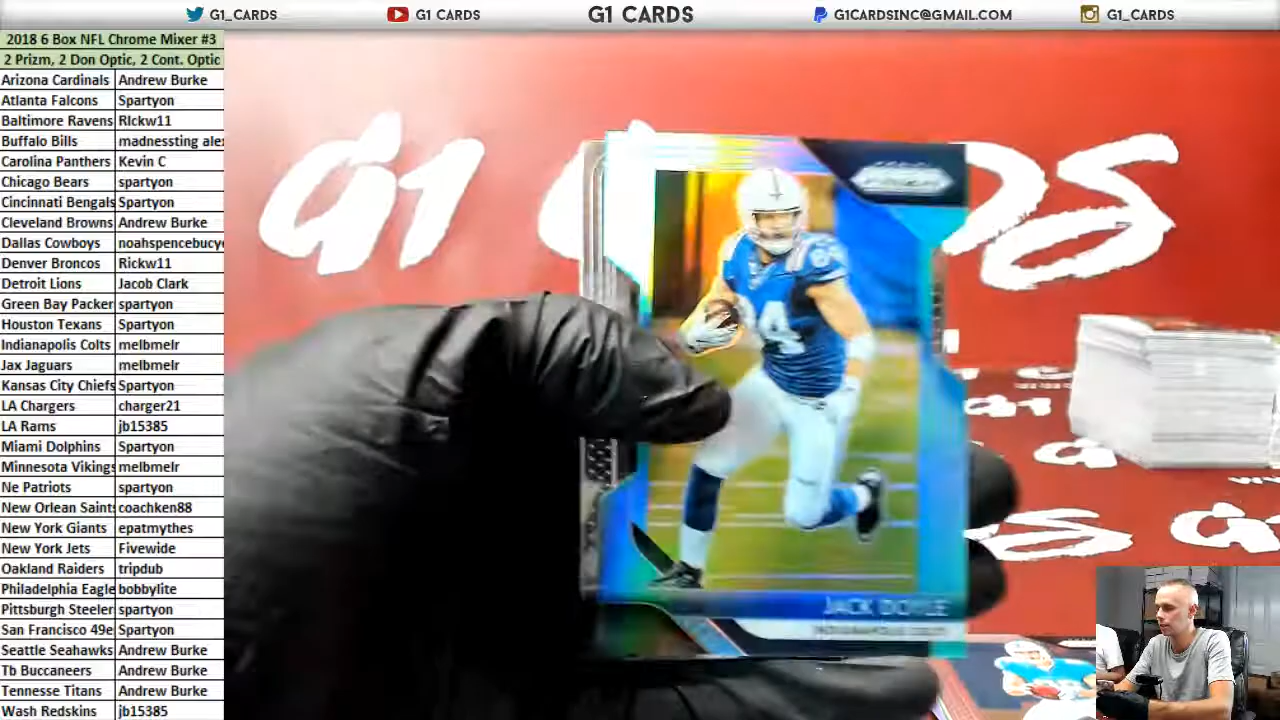 G1_CARDS
G1 CARDS
G1 CARDS
G1CARDSINC@GMAIL.COM
G1_CARDS
2018 6 Box NFL Chrome Mixer #3
2 Prizm, 2 Don Optic, 2 Cont. Optic
Arizona Cardinals Andrew Burke
Atlanta Falcons Spartyon
Baltimore Ravens RIckw11
Buffalo Bills madnessting ale
Carolina Panthers Kevin C
Chicago Bears spartyon
Cincinnati Bengals Spartyon
Cleveland Browns Andrew Burke
Dallas Cowboys noahspencebucy
Denver Broncos Rickw11
Detroit Lions Jacob Clark
Green Bay Packer spartyon
Houston Texans Spartyon
Indianapolis Colts melbmelr
Jax Jaguars melbmelr
Kansas City Chiefs Spartyon
LA Chargers charger21
LA Rams jb15385
Miami Dolphins Spartyon
Minnesota Vikings melbmelr
Ne Patriots spartyon
New Orlean Saints coachken88
New York Giants epatmythes
New York Jets Fivewide
Oakland Raiders tripdub
Philadelphia Eagle bobbylite
Pittsburgh Steeler spartyon
San Francisco 49e Spartyon
Seattle Seahawks Andrew Burke
Tb Buccaneers Andrew Burke
Tennesse Titans Andrew Burke
Wash Redskins jb15385
G1 DS
84
JACK DOYLE